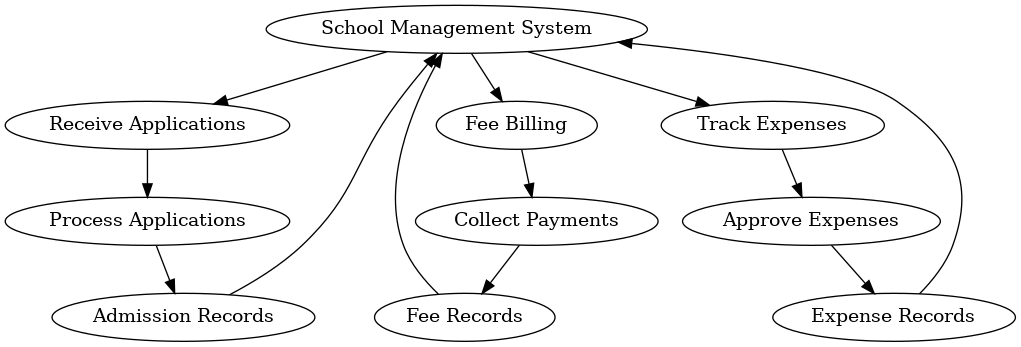 School Management System
Receive Applications
Fee Billing
Track Expenses
Process Applications
Collect Payments
Approve Expenses
Admission Records
Fee Records
Expense Records